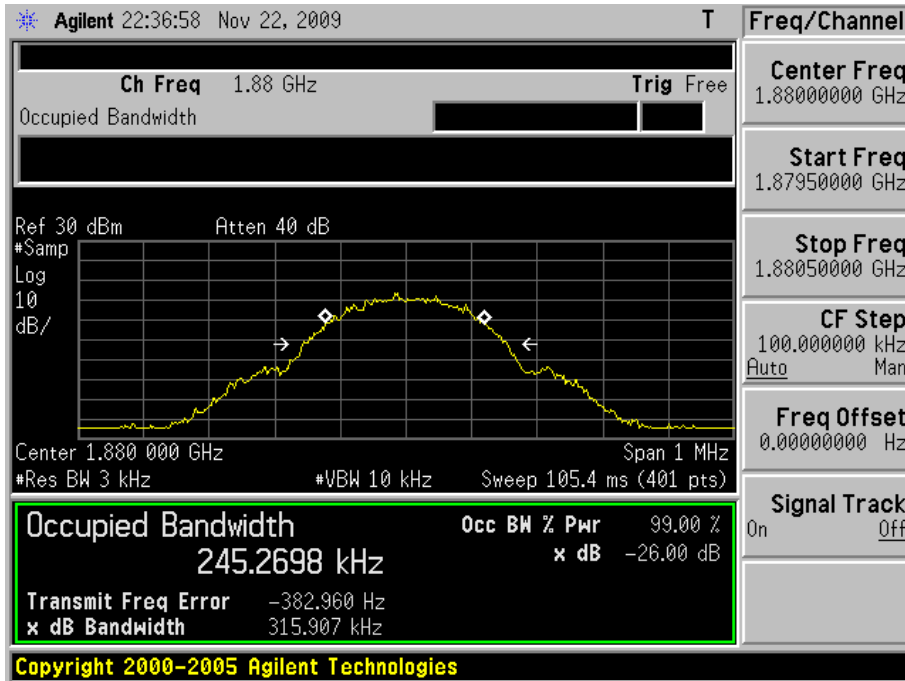 Agilent 22:36:58 Nov 22, 2009 T
Freq/Channel
Ch Freq 1.88 GHz Trig Free
Occupied Bandwidth
Center Freq
1.88000000 GHz
Start Freq
1.87950000 GHz
Stop Freq
1.88050000 GHz
CF Step
100.000000 kHz
Auto Man
Freq Offset
0.00000000 Hz
Signal Track
On Off
Ref 30 dBm Atten 40 dB
#Samp
Log
10
dB/
Center 1.880 000 GHz Span 1 MHz
#Res BW 3 kHz #VBW 10 kHz Sweep 105.4 ms (401 pts)
Occupied Bandwidth Occ BW % Pwr 99.00 %
245.2698 kHz x dB -26.00 dB
Transmit Freq Error -382.960 Hz
x dB Bandwidth 315.907 kHz
Copyright 2000-2005 Agilent Technologies